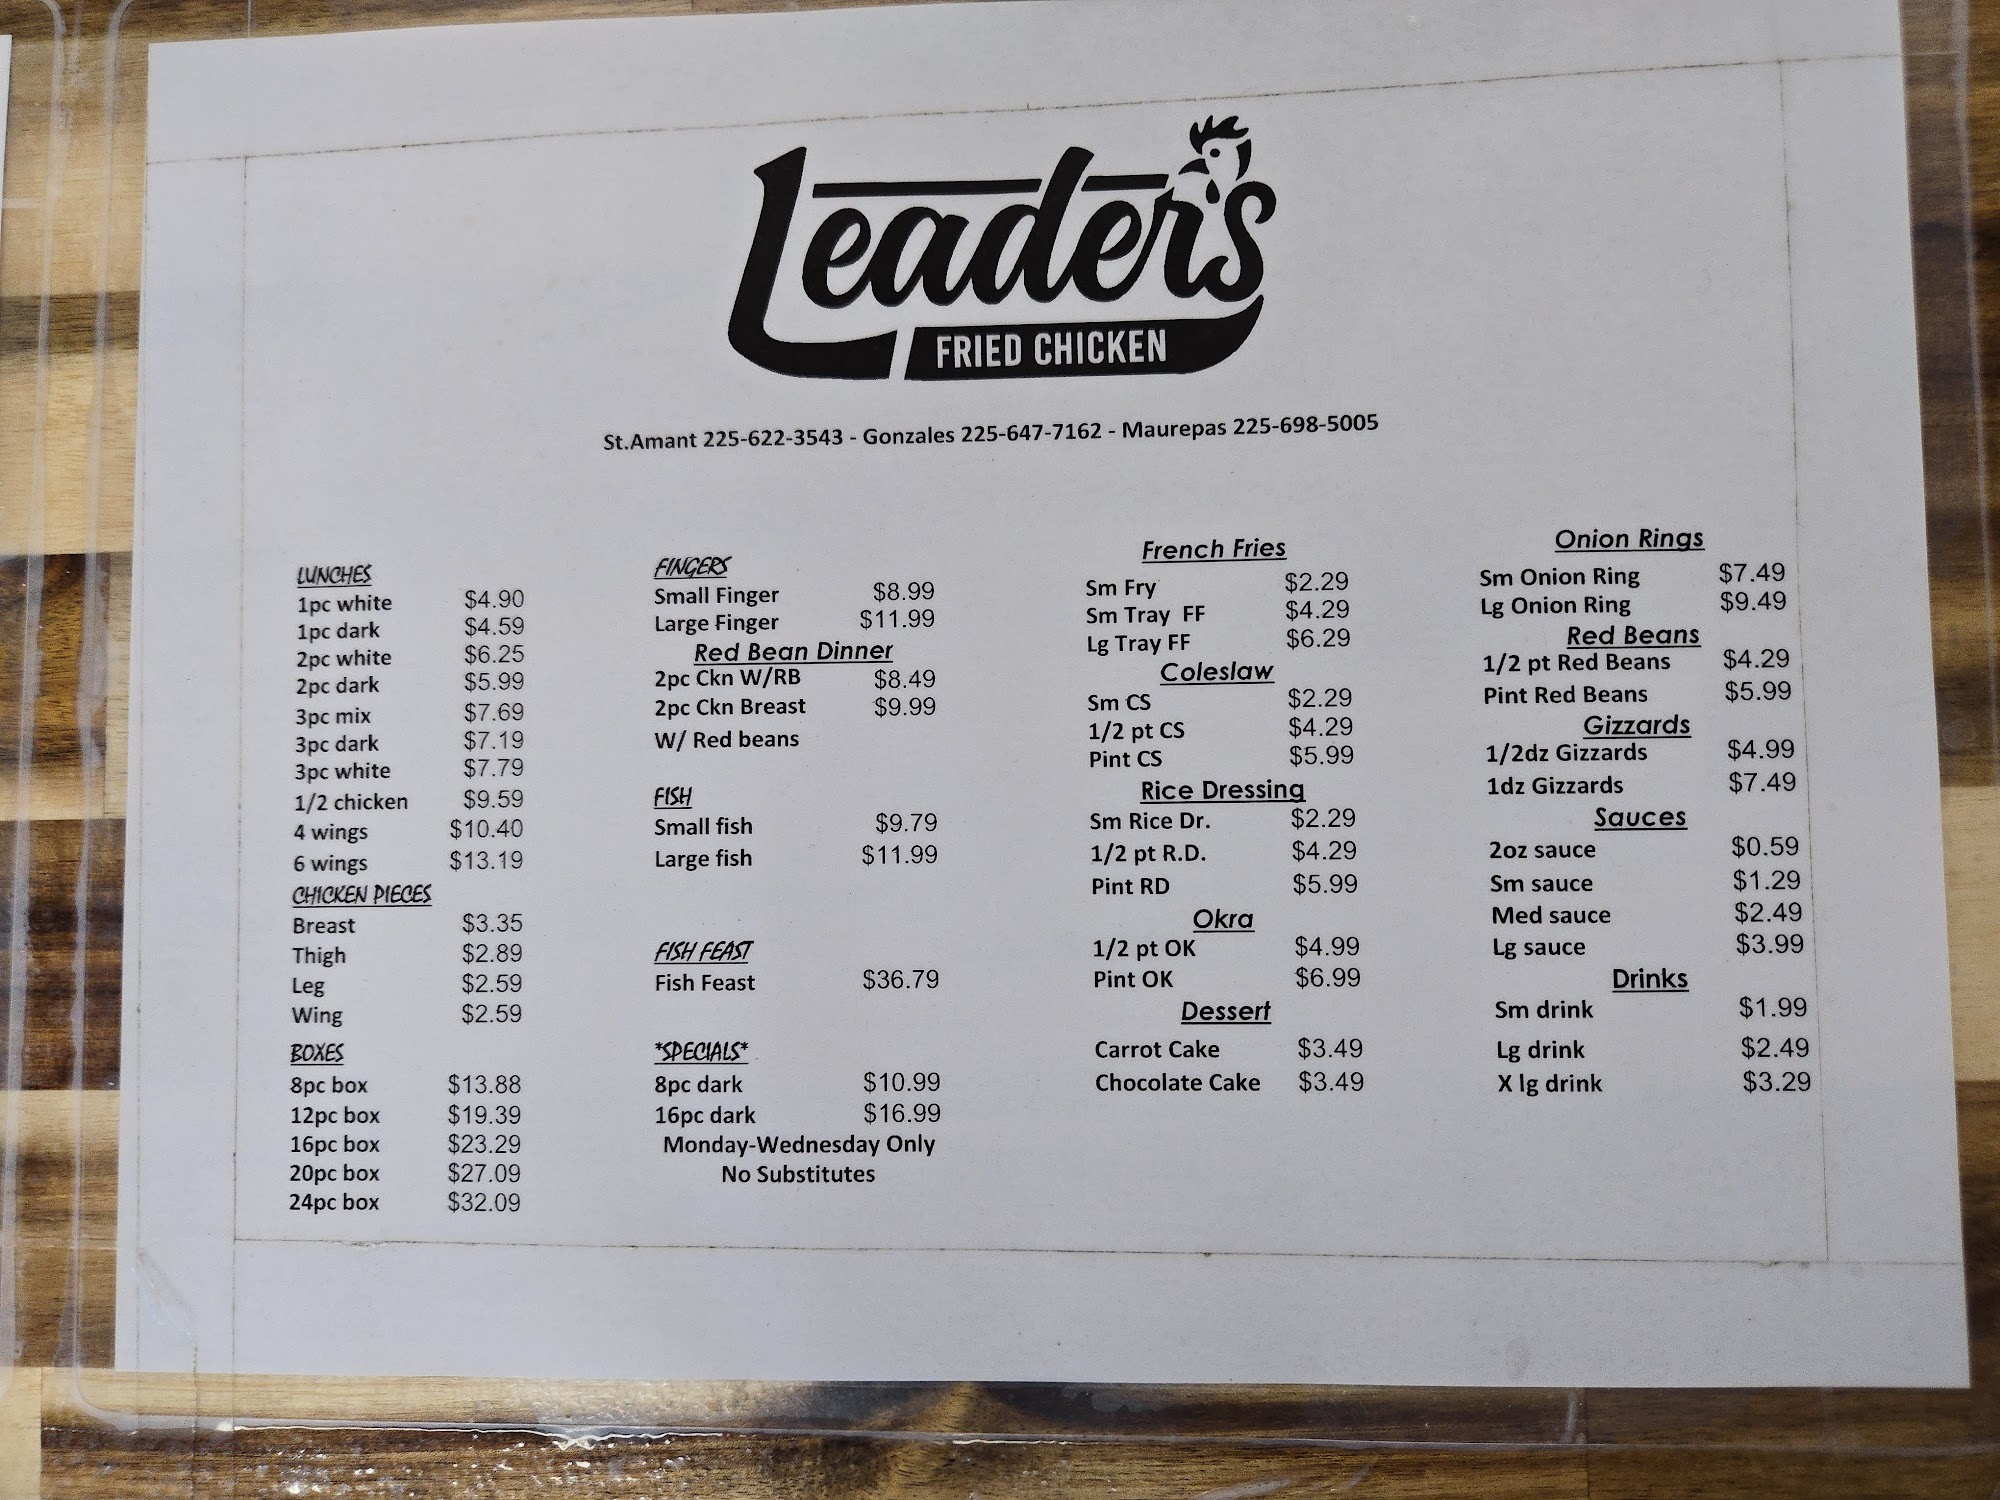 Leader's
FRIED CHICKEN
St.Amant 225-622-3543 - Gonzales 225-647-7162 - Maurepas 225-698-5005
LUNCHES
1pc white $4.90
1pc dark $4.59
2pc white $6.25
2pc dark $5.99
3pc mix $7.69
3pc dark $7.19
3pc white $7.79
1/2 chicken $9.59
4 wings $10.40
6 wings $13.19
CHICKEN PIECES
Breast $3.35
Thigh $2.89
Leg $2.59
Wing $2.59
BOXES
8pc box $13.88
12pc box $19.39
16pc box $23.29
20pc box $27.09
24pc box $32.09
FINGERS
Small Finger $8.99
Large Finger $11.99
Red Bean Dinner
2pc Ckn W/RB $8.49
2pc Ckn Breast $9.99
W/ Red beans
FISH
Small fish $9.79
Large fish $11.99
FISH FEAST
Fish Feast $36.79
*SPECIALS*
8pc dark $10.99
16pc dark $16.99
Monday-Wednesday Only
No Substitutes
French Fries
Sm Fry $2.29
Sm Tray FF $4.29
Lg Tray FF $6.29
Coleslaw
Sm CS $2.29
1/2 pt CS $4.29
Pint CS $5.99
Rice Dressing
Sm Rice Dr. $2.29
1/2 pt R.D. $4.29
Pint RD $5.99
Okra
1/2 pt OK $4.99
Pint OK $6.99
Dessert
Carrot Cake $3.49
Chocolate Cake $3.49
Onion Rings
Sm Onion Ring $7.49
Lg Onion Ring $9.49
Red Beans
1/2 pt Red Beans $4.29
Pint Red Beans $5.99
Gizzards
1/2dz Gizzards $4.99
1dz Gizzards $7.49
Sauces
2oz sauce $0.59
Sm sauce $1.29
Med sauce $2.49
Lg sauce $3.99
Drinks
Sm drink $1.99
Lg drink $2.49
X lg drink $3.29